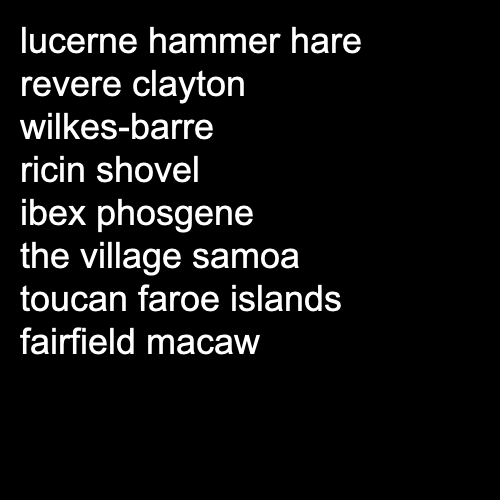 lucerne hammer hare
revere clayton
wilkes-barre
ricin shovel
ibex phosgene
the village samoa
toucan faroe islands
fairfield macaw